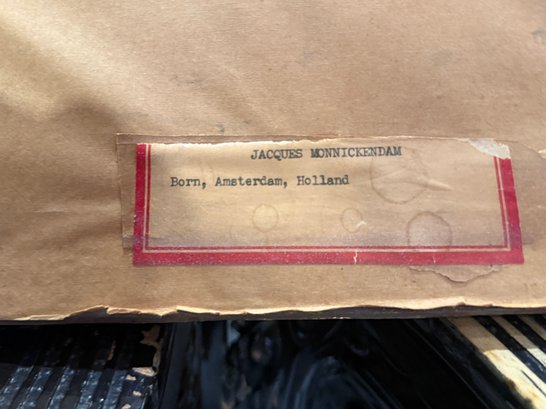 JACQUES MONNICKENDAM
Born, Amsterdam, Holland